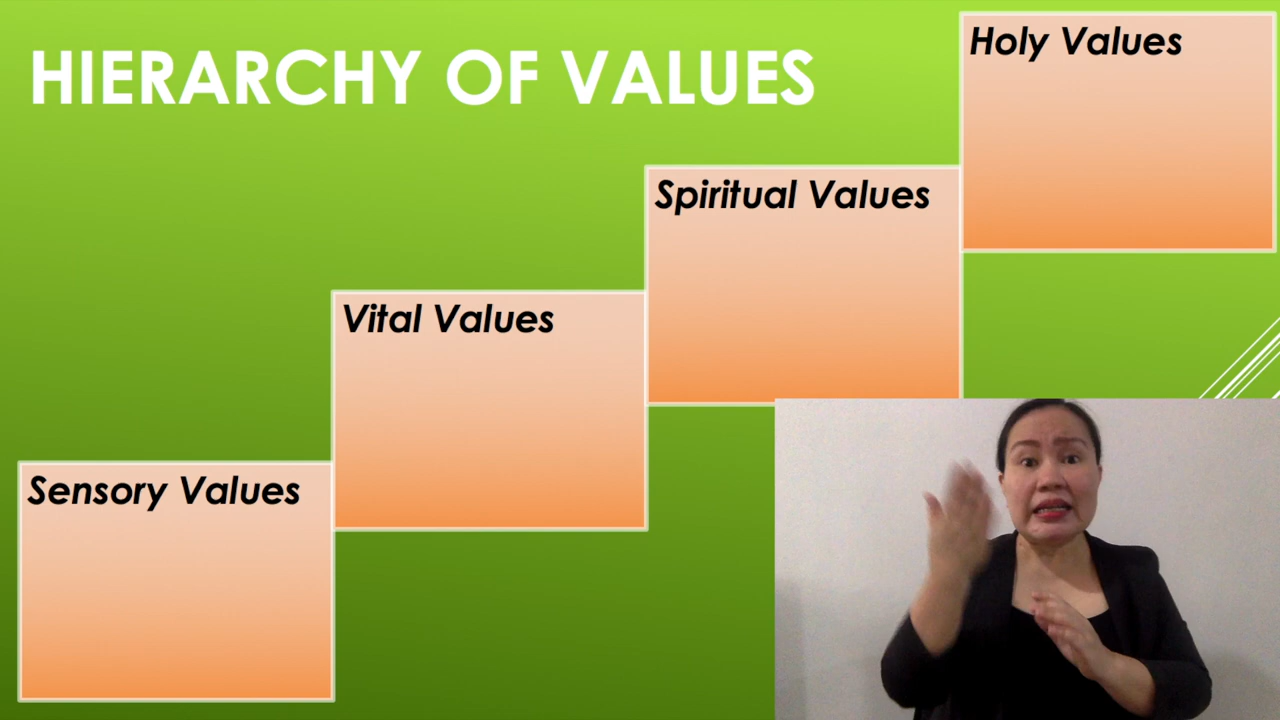 HIERARCHY OF VALUES
Holy Values
Spiritual Values
Vital Values
Sensory Values